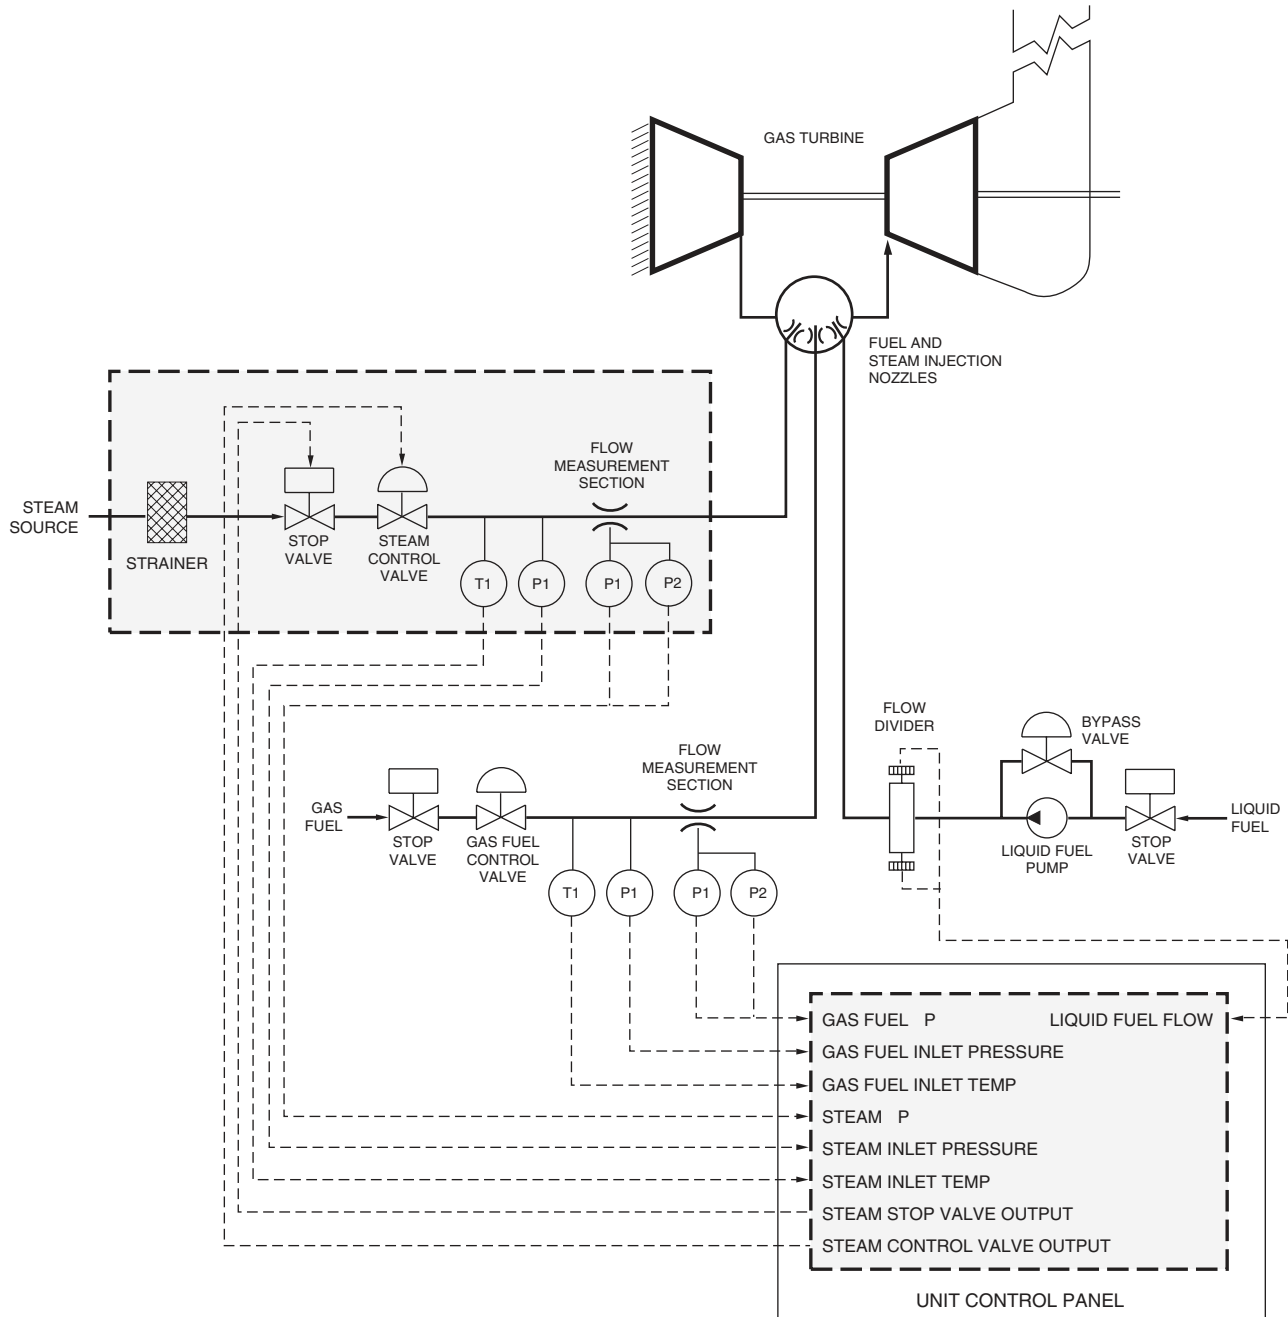 GAS TURBINE
FUEL AND
STEAM INJECTION
NOZZLES
FLOW
MEASUREMENT
SECTION
STEAM
SOURCE
STRAINER
STOP
VALVE
STEAM
CONTROL
VALVE
T1
P1
P1
P2
FLOW
DIVIDER
BYPASS
VALVE
FLOW
MEASUREMENT
SECTION
GAS
FUEL
STOP
VALVE
GAS FUEL
CONTROL
VALVE
LIQUID FUEL
PUMP
STOP
VALVE
LIQUID
FUEL
T1
P1
P1
P2
GAS FUEL P
LIQUID FUEL FLOW
GAS FUEL INLET PRESSURE
GAS FUEL INLET TEMP
STEAM P
STEAM INLET PRESSURE
STEAM INLET TEMP
STEAM STOP VALVE OUTPUT
STEAM CONTROL VALVE OUTPUT
UNIT CONTROL PANEL